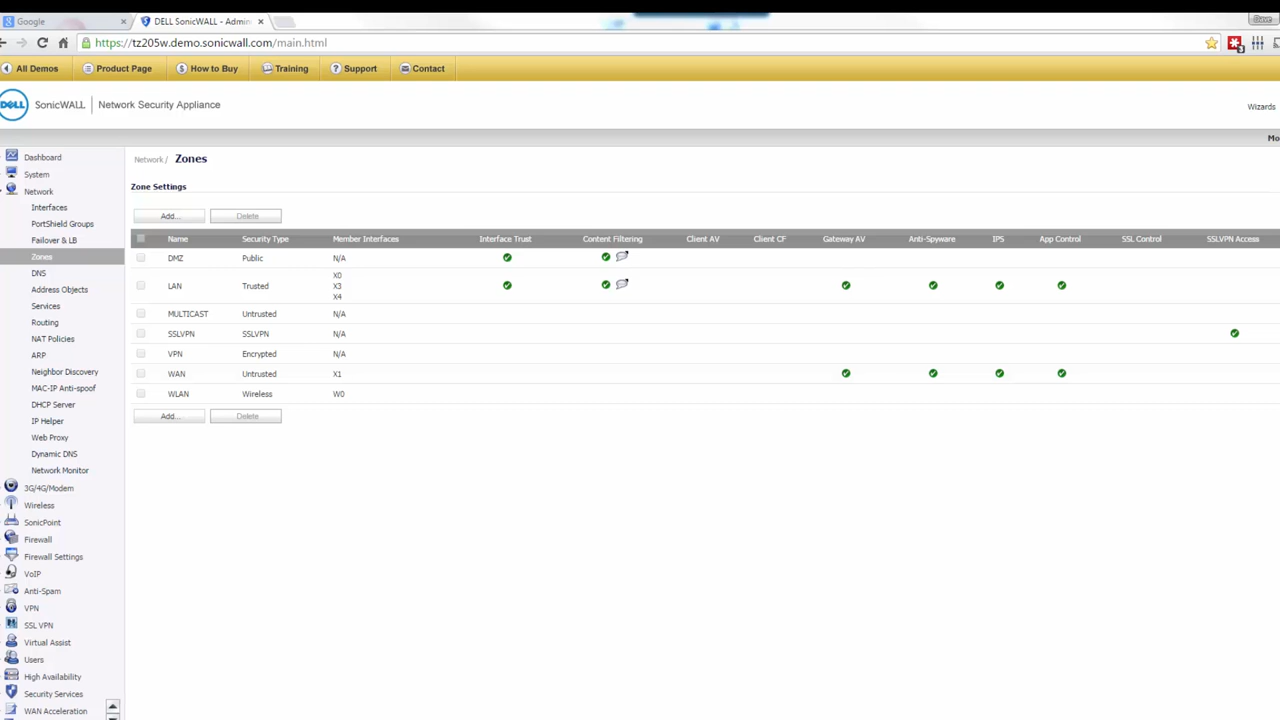 Google
DELL SonicWALL - Admin
Dave
https://tz205w.demo.sonicwall.com/main.html
All Demos
Product Page
How to Buy
Training
Support
Contact
DELL
SonicWALL
Network Security Appliance
Wizards
Mo
Dashboard
System
Network
Interfaces
PortShield Groups
Failover & LB
Zones
DNS
Address Objects
Services
Routing
NAT Policies
ARP
Neighbor Discovery
MAC-IP Anti-spoof
DHCP Server
IP Helper
Web Proxy
Dynamic DNS
Network Monitor
3G/4G/Modem
Wireless
SonicPoint
Firewall
Firewall Settings
VoIP
Anti-Spam
VPN
SSL VPN
Virtual Assist
Users
High Availability
Security Services
WAN Acceleration
Network / Zones
Zone Settings
Add... Delete
Name Security Type Member Interfaces Interface Trust Content Filtering Client AV Client CF Gateway AV Anti-Spyware IPS App Control SSL Control SSLVPN Access
DMZ Public N/A
LAN Trusted X0
X3
X4
MULTICAST Untrusted N/A
SSLVPN SSLVPN N/A
VPN Encrypted N/A
WAN Untrusted X1
WLAN Wireless W0
Add... Delete